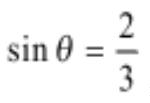 sin θ = 2/3